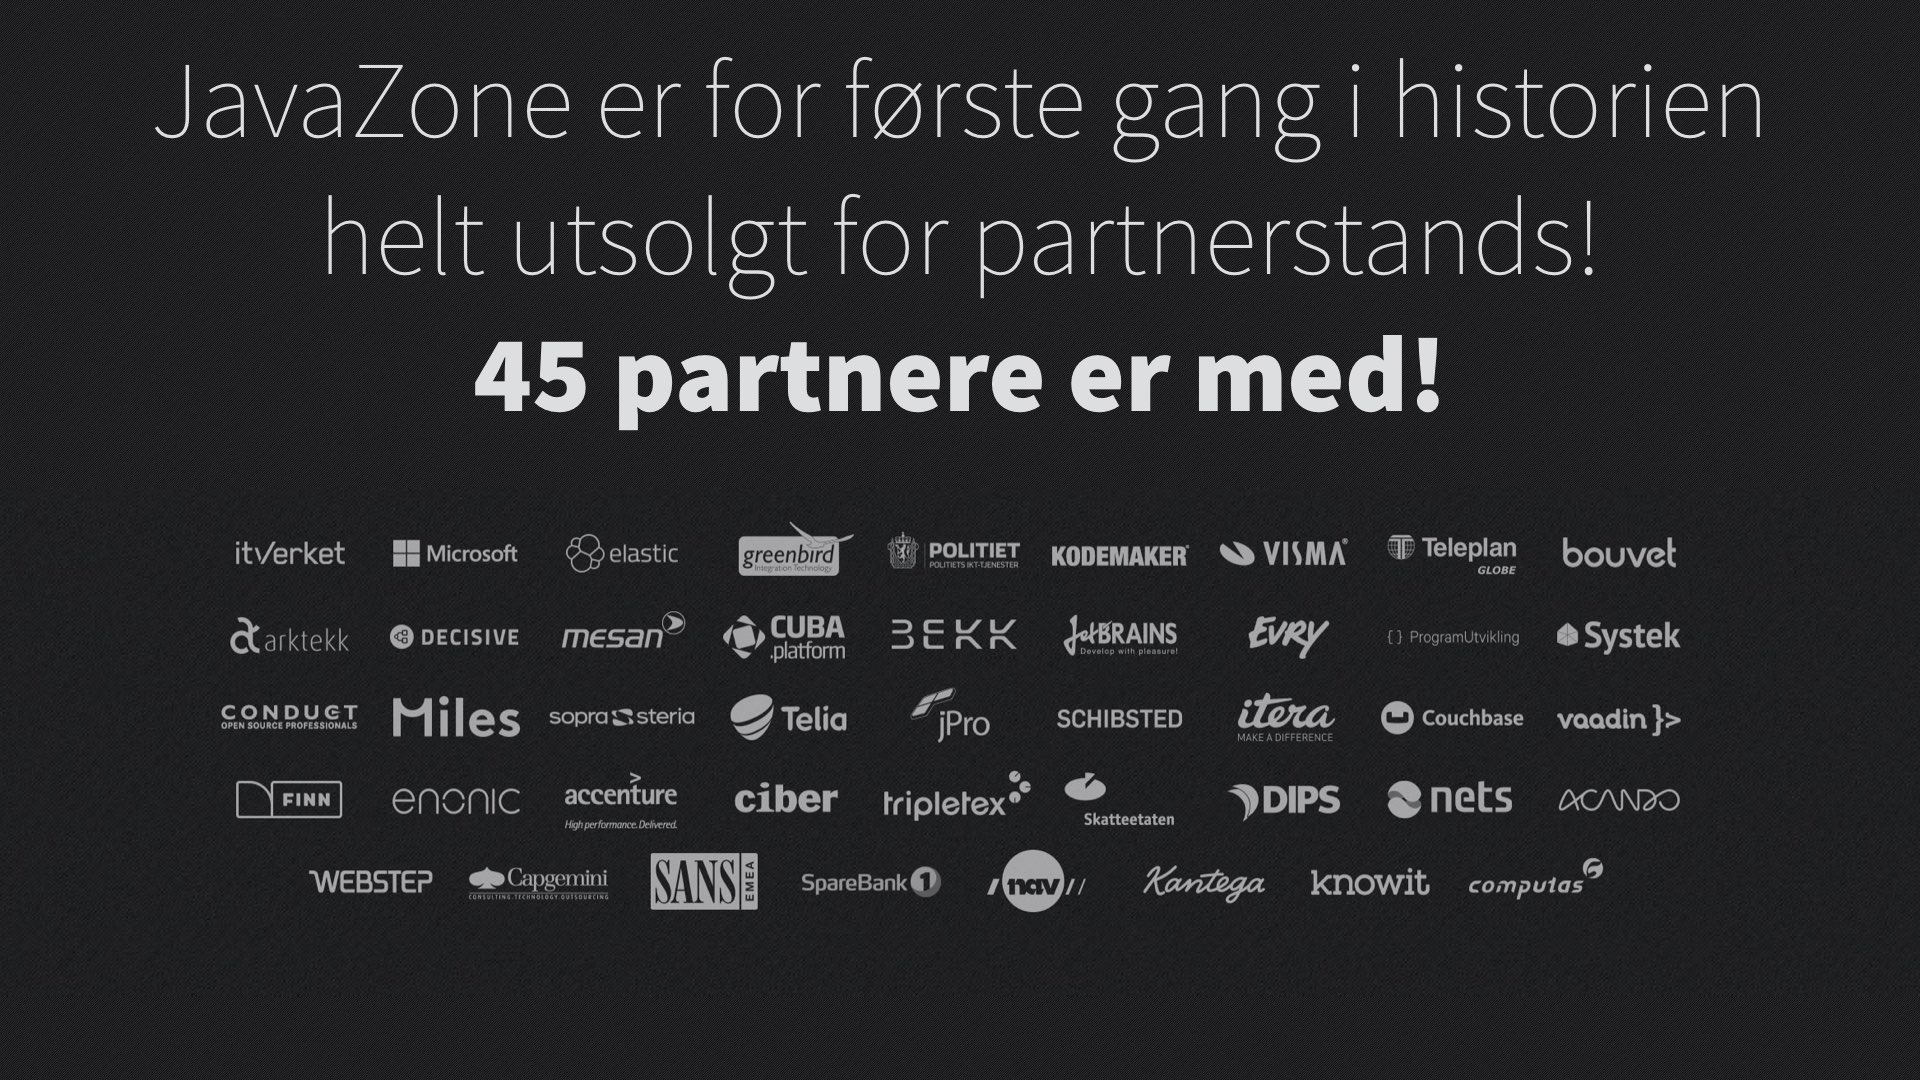 JavaZone er for første gang i historien
helt utsolgt for partnerstands!
45 partnere er med!
itverket Microsoft elastic greenbird Integration Technology POLITIET POLITIETS IKT-TJENESTER KODEMAKER VISMA Teleplan GLOBE bouvet
arktekk DECISIVE mesan CUBA .platform BEKK JetBRAINS Develop with pleasure! EVRY {} ProgramUtvikling Systek
CONDUCT OPEN SOURCE PROFESSIONALS Miles sopra steria Telia jPro SCHIBSTED itera MAKE A DIFFERENCE Couchbase vaadin }>
FINN enonic accenture High performance. Delivered. ciber tripletex Skatteetaten DIPS nets ACANDO
WEBSTEP Capgemini CONSULTING.TECHNOLOGY.OUTSOURCING SANS EMEA SpareBank 1 nav Kantega knowit computas